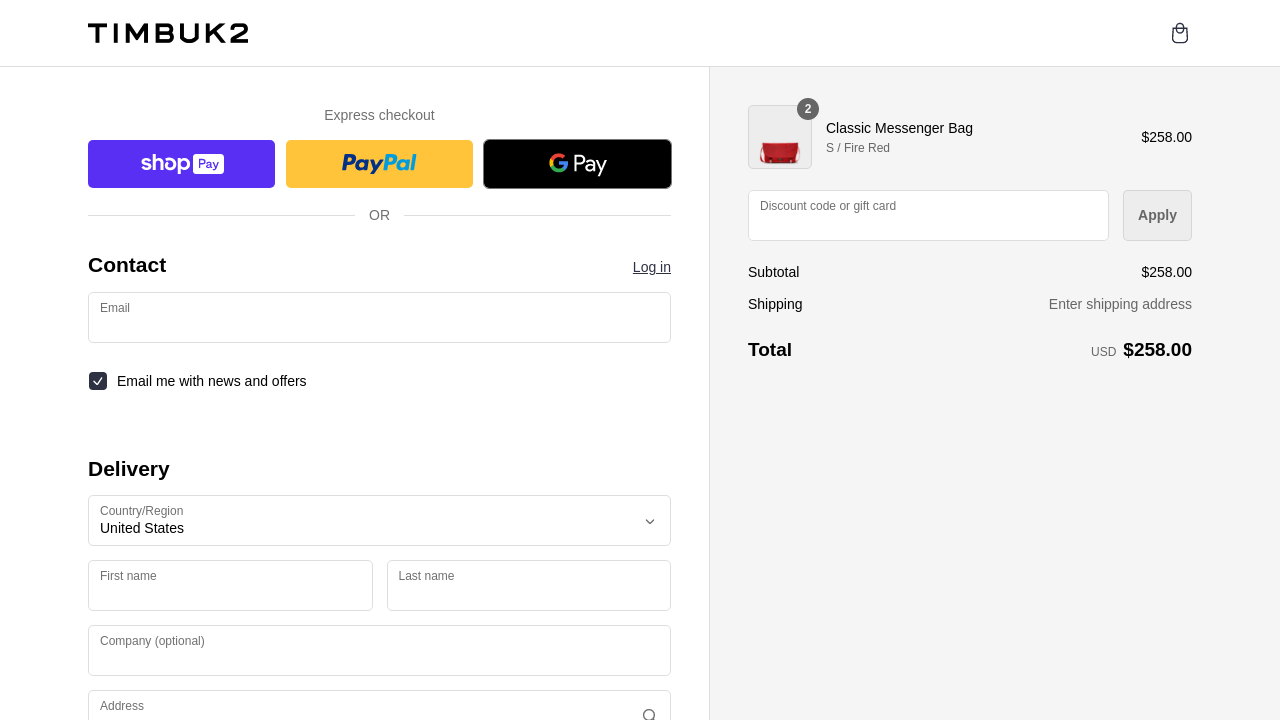 TIMBUK2
Express checkout
shop Pay
PayPal
G Pay
OR
Contact
Log in
Email
Email me with news and offers
Delivery
Country/Region
United States
First name
Last name
Company (optional)
Address
2
Classic Messenger Bag
S / Fire Red
$258.00
Discount code or gift card
Apply
Subtotal
$258.00
Shipping
Enter shipping address
Total
USD $258.00